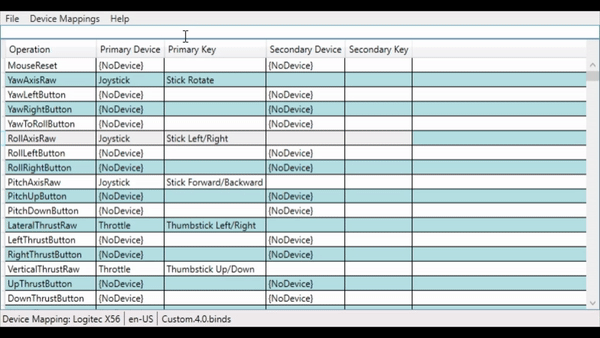 File Device Mappings Help
Operation Primary Device Primary Key Secondary Device Secondary Key
MouseReset {NoDevice} {NoDevice}
YawAxisRaw Joystick Stick Rotate
YawLeftButton {NoDevice} {NoDevice}
YawRightButton {NoDevice} {NoDevice}
YawToRollButton {NoDevice} {NoDevice}
RollAxisRaw Joystick Stick Left/Right
RollLeftButton {NoDevice} {NoDevice}
RollRightButton {NoDevice} {NoDevice}
PitchAxisRaw Joystick Stick Forward/Backward
PitchUpButton {NoDevice} {NoDevice}
PitchDownButton {NoDevice} {NoDevice}
LateralThrustRaw Throttle Thumbstick Left/Right
LeftThrustButton {NoDevice} {NoDevice}
RightThrustButton {NoDevice} {NoDevice}
VerticalThrustRaw Throttle Thumbstick Up/Down
UpThrustButton {NoDevice} {NoDevice}
DownThrustButton {NoDevice} {NoDevice}
Device Mapping: Logitec X56 en-US Custom.4.0.binds